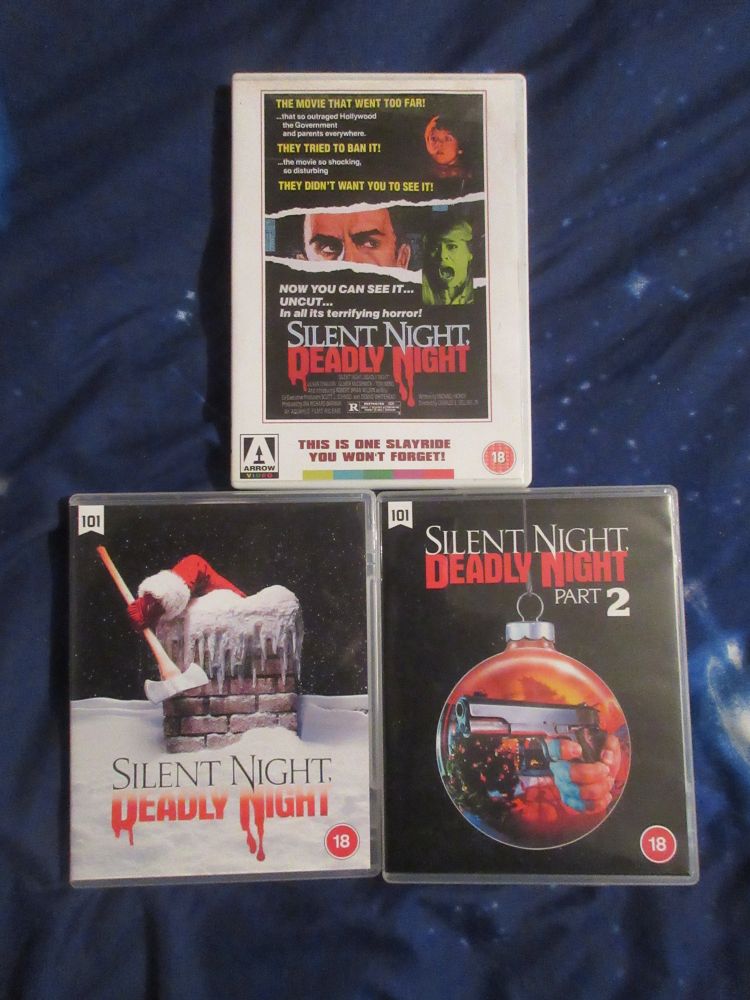 THE MOVIE THAT WENT TOO FAR!
...that so outraged Hollywood
the Government
and parents everywhere.
THEY TRIED TO BAN IT!
...the movie so shocking,
so disturbing
THEY DIDN'T WANT YOU TO SEE IT!
NOW YOU CAN SEE IT...
UNCUT...
In all its terrifying horror!
SILENT NIGHT,
DEADLY NIGHT
R
ARROW
VIDEO
THIS IS ONE SLAYRIDE
YOU WON'T FORGET!
18
101
SILENT NIGHT,
DEADLY NIGHT
18
101
SILENT NIGHT,
DEADLY NIGHT
PART 2
18